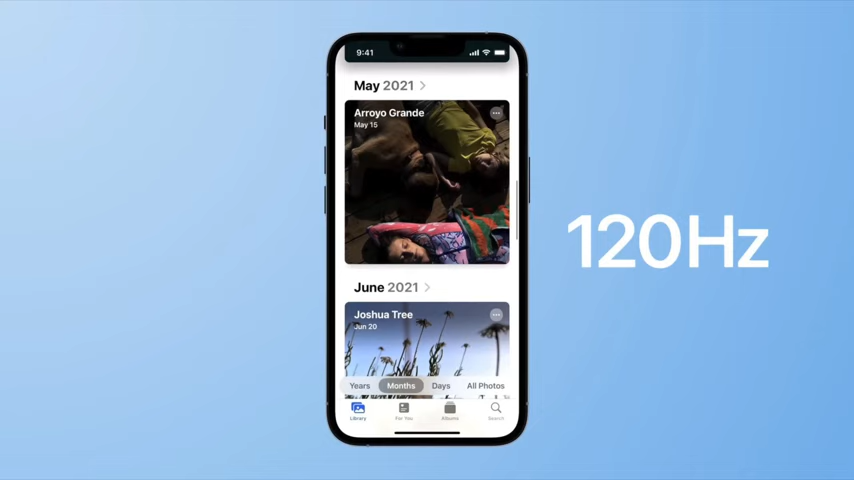 9:41
May 2021
Arroyo Grande
May 15
June 2021
Joshua Tree
Jun 20
Years Months Days All Photos
Library For You Albums Search
120Hz